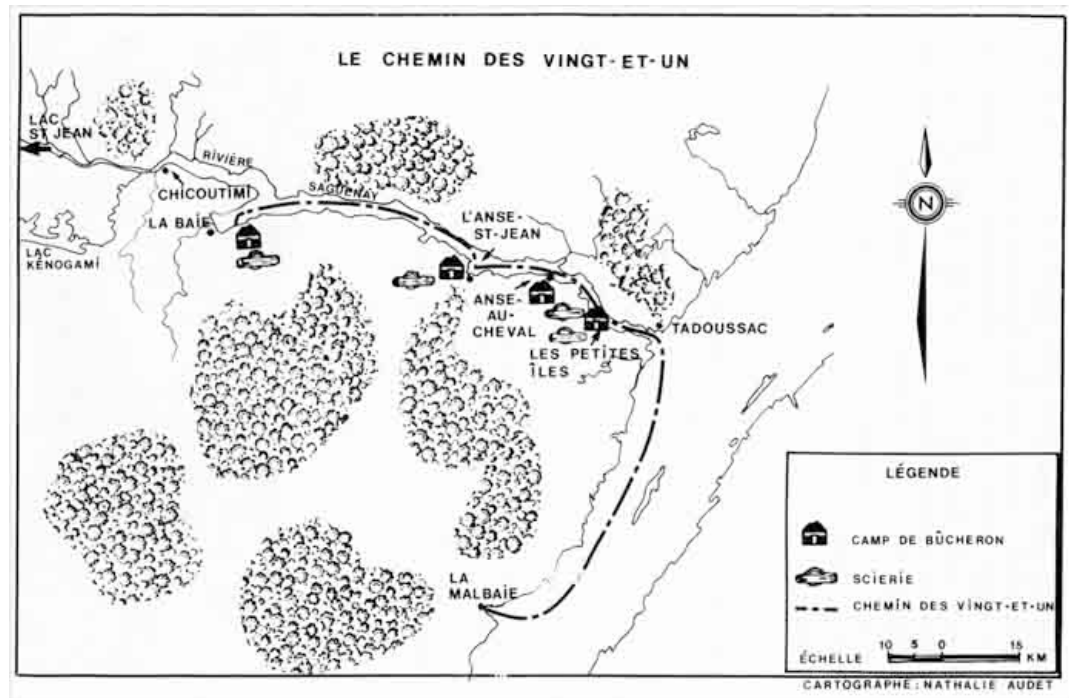 LE CHEMIN DES VINGT-ET-UN
LAC
ST JEAN
RIVIÈRE
SAGUENAY
CHICOUTIMI
LA BAIE
LAC
KÉNOGAMI
L'ANSE-
ST-JEAN
ANSE-
AU-
CHEVAL
TADOUSSAC
LES PETITES
ÎLES
LA
MALBAIE
N
LÉGENDE
CAMP DE BÛCHERON
SCIERIE
CHEMIN DES VINGT-ET-UN
10 5 0 15
ÉCHELLE KM
CARTOGRAPHE: NATHALIE AUDET